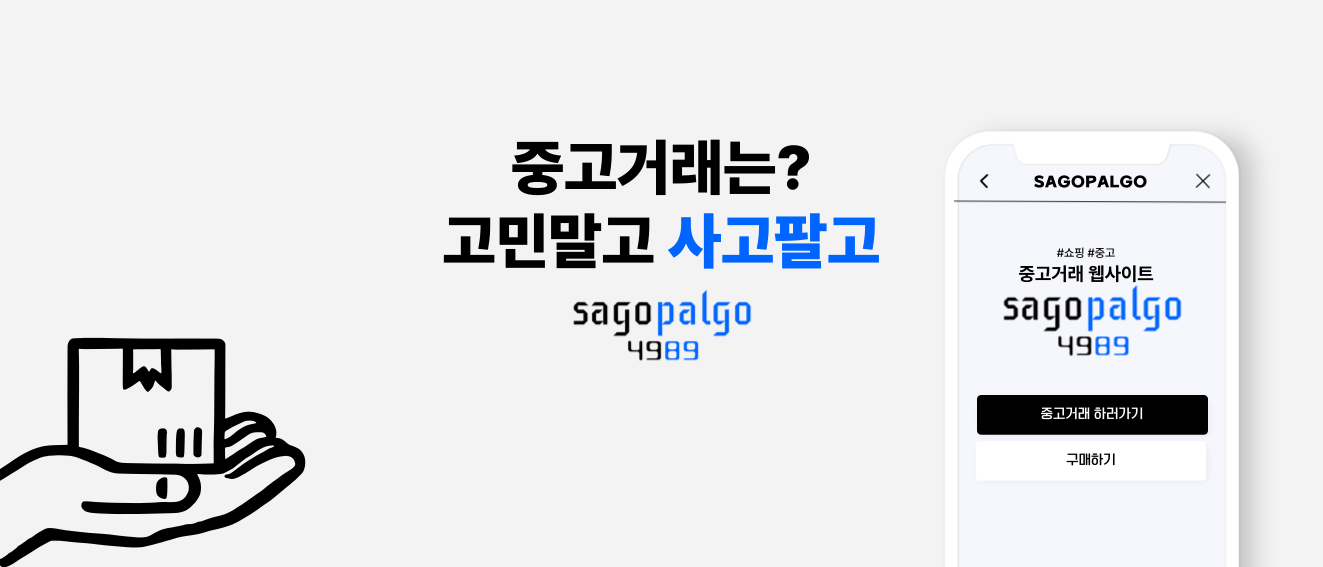 중고거래는?
고민말고 사고팔고
sagopalgo
4989
SAGOPALGO
#쇼핑 #중고
중고거래 웹사이트
sagopalgo
4989
중고거래 하러가기
구매하기